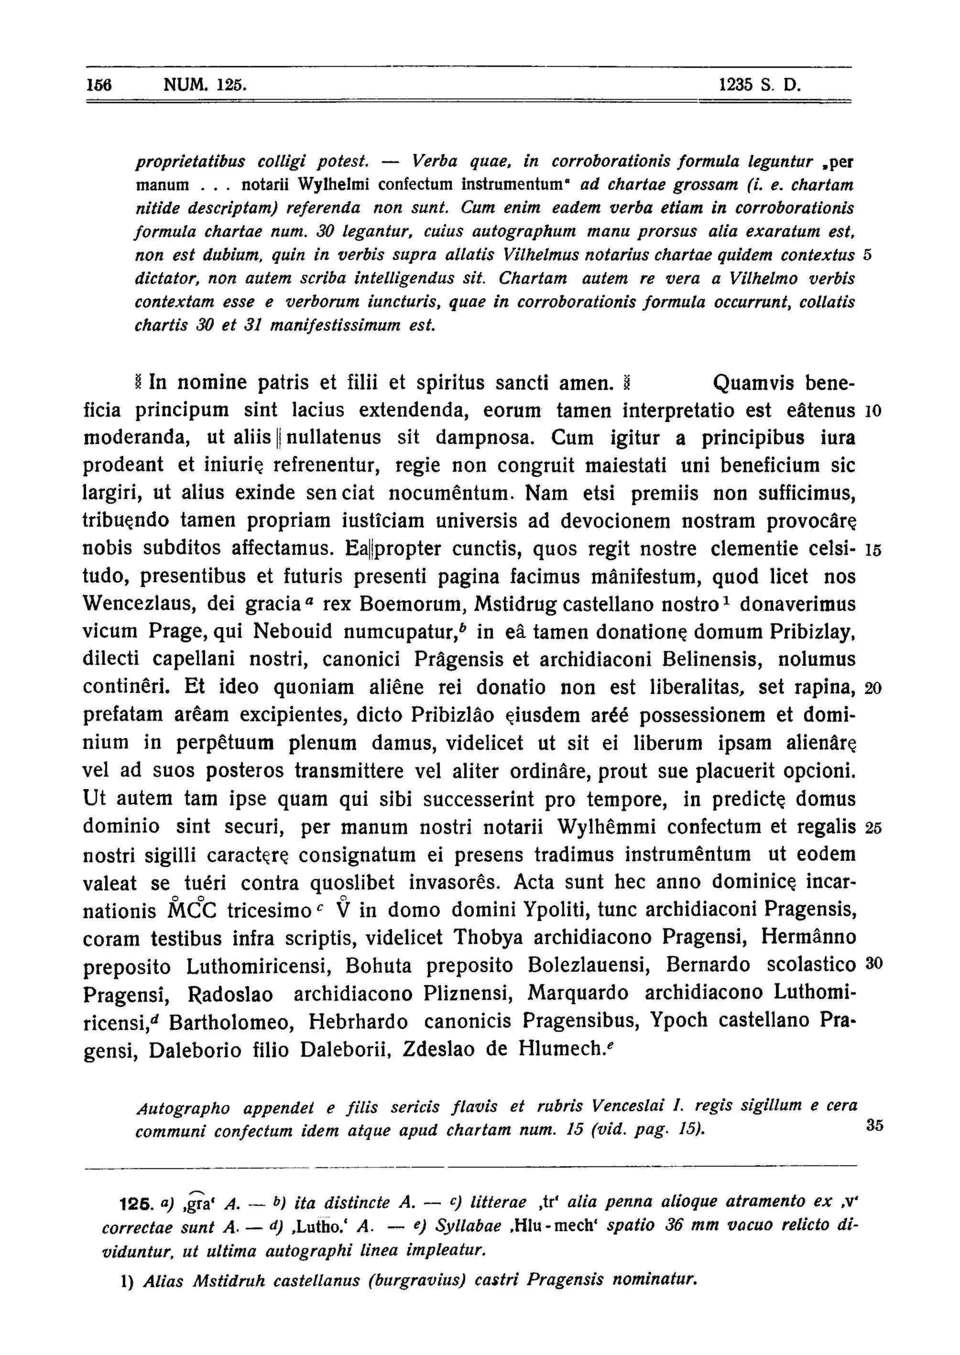 156 NUM. 125. 1235 S. D.
proprietatibus colligi potest. — Verba quae, in corroborationis formula leguntur „per
manum . . . notarii Wylhelmi confectum instrumentum“ ad chartae grossam (i. e. chartam
nitide descriptam) referenda non sunt. Cum enim eadem verba etiam in corroborationis
formula chartae num. 30 legantur, cuius autographum manu prorsus alia exaratum est,
non est dubium, quin in verbis supra allatis Vilhelmus notarius chartae quidem contextus 5
dictator, non autem scriba intelligendus sit. Chartam autem re vera a Vilhelmo verbis
contextam esse e verborum iuncturis, quae in corroborationis formula occurrunt, collatis
chartis 30 et 31 manifestissimum est.
⁞ In nomine patris et filii et spiritus sancti amen. ⁞ Quamvis bene-
ficia principum sint lacius extendenda, eorum tamen interpretatio est eâtenus 10
moderanda, ut aliis || nullatenus sit dampnosa. Cum igitur a principibus iura
prodeant et iniurię refrenentur, regie non congruit maiestati uni beneficium sic
largiri, ut alius exinde senciat nocumêntum. Nam etsi premiis non sufficimus,
tribuęndo tamen propriam iustîciam universis ad devocionem nostram provocârę
nobis subditos affectamus. Ea||propter cunctis, quos regit nostre clementie celsi- 15
tudo, presentibus et futuris presenti pagina facimus mânifestum, quod licet nos
Wencezlaus, dei gracia a rex Boemorum, Mstidrug castellano nostro 1 donaverimus
vicum Prage, qui Nebouid numcupatur, b in eâ tamen donationę domum Pribizlay,
dilecti capellani nostri, canonici Prâgensis et archidiaconi Belinensis, nolumus
continêri. Et ideo quoniam aliêne rei donatio non est liberalitas, set rapina, 20
prefatam arêam excipientes, dicto Pribizlâo ęiusdem aréé possessionem et domi-
nium in perpêtuum plenum damus, videlicet ut sit ei liberum ipsam alienârę
vel ad suos posteros transmittere vel aliter ordinâre, prout sue placuerit opcioni.
Ut autem tam ipse quam qui sibi successerint pro tempore, in predictę domus
dominio sint securi, per manum nostri notarii Wylhêmmi confectum et regalis 25
nostri sigilli caractęrę consignatum ei presens tradimus instrumêntum ut eodem
valeat se tuéri contra quoslibet invasorês. Acta sunt hec anno dominicę incar-
nationis M̊CC̊ tricesimo c V̊ in domo domini Ypoliti, tunc archidiaconi Pragensis,
coram testibus infra scriptis, videlicet Thobya archidiacono Pragensi, Hermânno
preposito Luthomiricensi, Bohuta preposito Bolezlauensi, Bernardo scolastico 30
Pragensî, Radoslao archidiacono Pliznensi, Marquardo archidiacono Luthomi-
ricensi, d Bartholomeo, Hebrhardo canonicis Pragensibus, Ypoch castellano Pra-
gensi, Daleborio filio Daleborii, Zdeslao de Hlumech. e
Autographo appendet e filis sericis flavis et rubris Venceslai I. regis sigillum e cera
communi confectum idem atque apud chartam num. 15 (vid. pag. 15). 35
125. a) ‚gra‘ A. — b) ita distincte A. — c) litterae ‚tr‘ alia penna alioque atramento ex ‚v‘
correctae sunt A. — d) ‚Lutho.‘ A. — e) Syllabae ‚Hlu-mech‘ spatio 36 mm vacuo relicto di-
viduntur, ut ultima autographi linea impleatur.
1) Alias Mstidruh castellanus (burgravius) castri Pragensis nominatur.